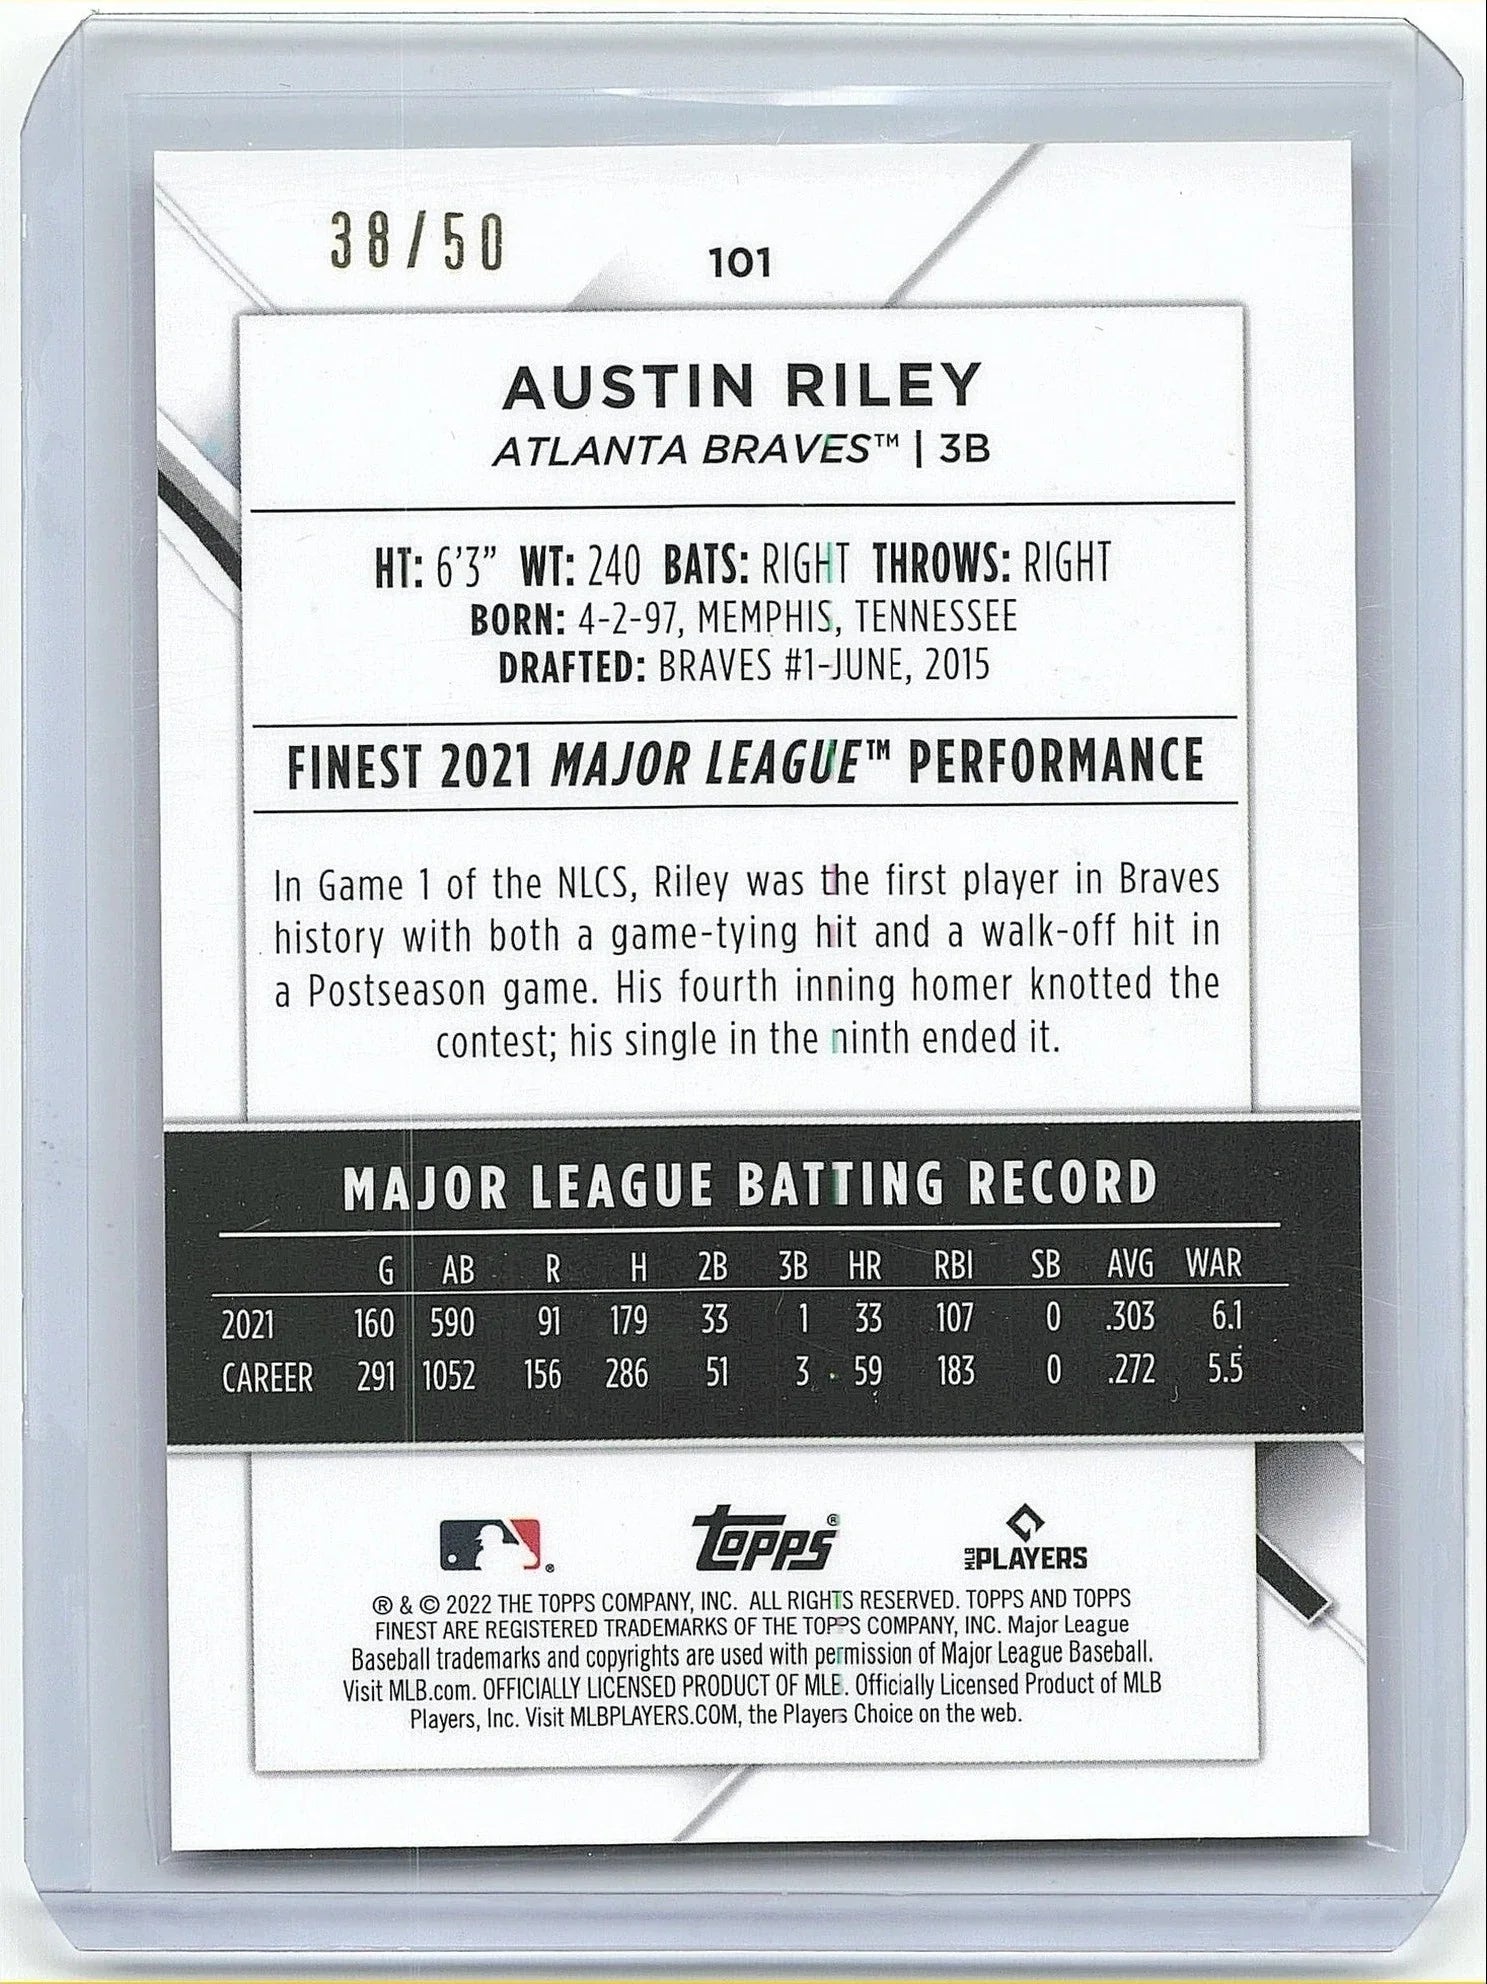 38/50
101
AUSTIN RILEY
ATLANTA BRAVES™ | 3B
HT: 6'3" WT: 240 BATS: RIGHT THROWS: RIGHT
BORN: 4-2-97, MEMPHIS, TENNESSEE
DRAFTED: BRAVES #1-JUNE, 2015
FINEST 2021 MAJOR LEAGUE™ PERFORMANCE
In Game 1 of the NLCS, Riley was the first player in Braves
history with both a game-tying hit and a walk-off hit in
a Postseason game. His fourth inning homer knotted the
contest; his single in the ninth ended it.
MAJOR LEAGUE BATTING RECORD
G AB R H 2B 3B HR RBI SB AVG WAR
2021 160 590 91 179 33 1 33 107 0 .303 6.1
CAREER 291 1052 156 286 51 3 59 183 0 .272 5.5
® TOPPS® MLB PLAYERS
® & © 2022 THE TOPPS COMPANY, INC. ALL RIGHTS RESERVED. TOPPS AND TOPPS
FINEST ARE REGISTERED TRADEMARKS OF THE TOPPS COMPANY, INC. Major League
Baseball trademarks and copyrights are used with permission of Major League Baseball.
Visit MLB.com. OFFICIALLY LICENSED PRODUCT OF MLB. Officially Licensed Product of MLB
Players, Inc. Visit MLBPLAYERS.COM, the Players Choice on the web.